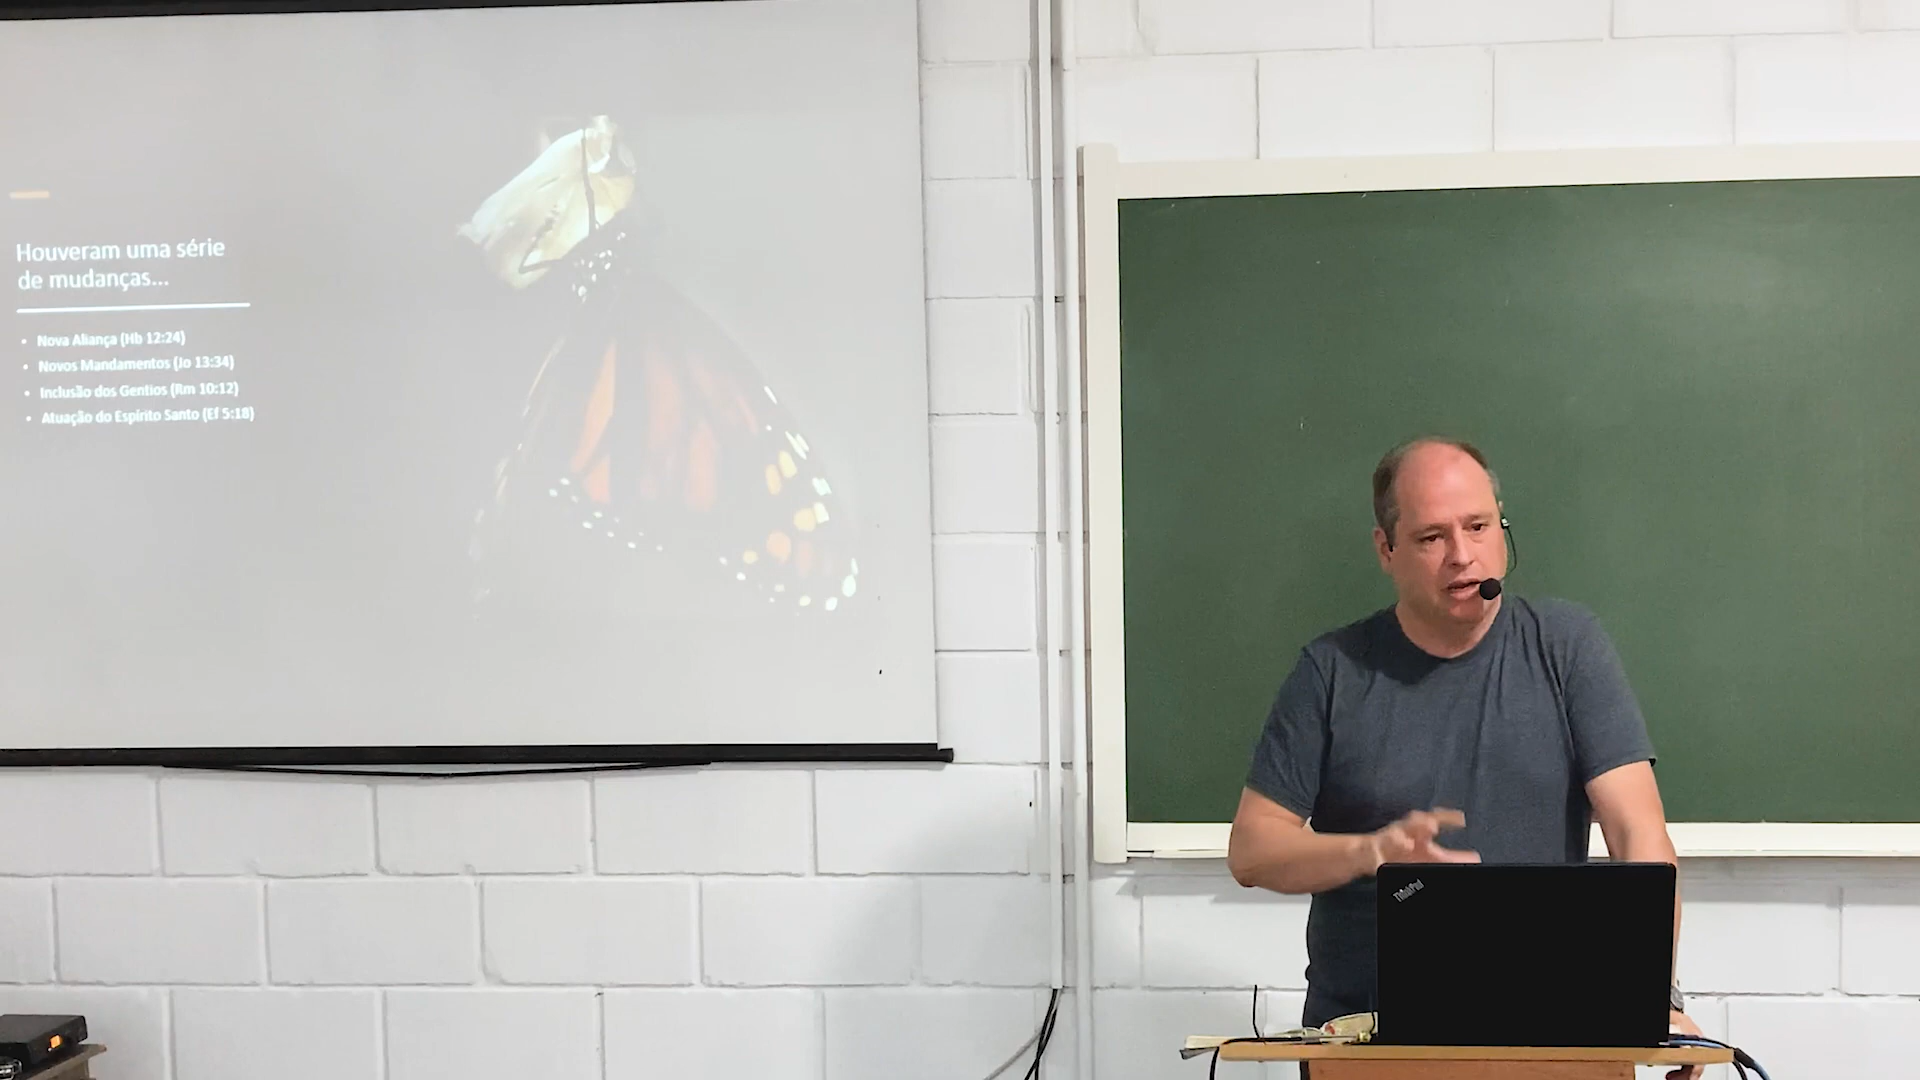 Houveram uma série
de mudanças...
• Nova Aliança (Hb 12:24)
• Novos Mandamentos (Jo 13:34)
• Inclusão dos Gentios (Rm 10:12)
• Atuação do Espírito Santo (Ef 5:18)
ThinkPad